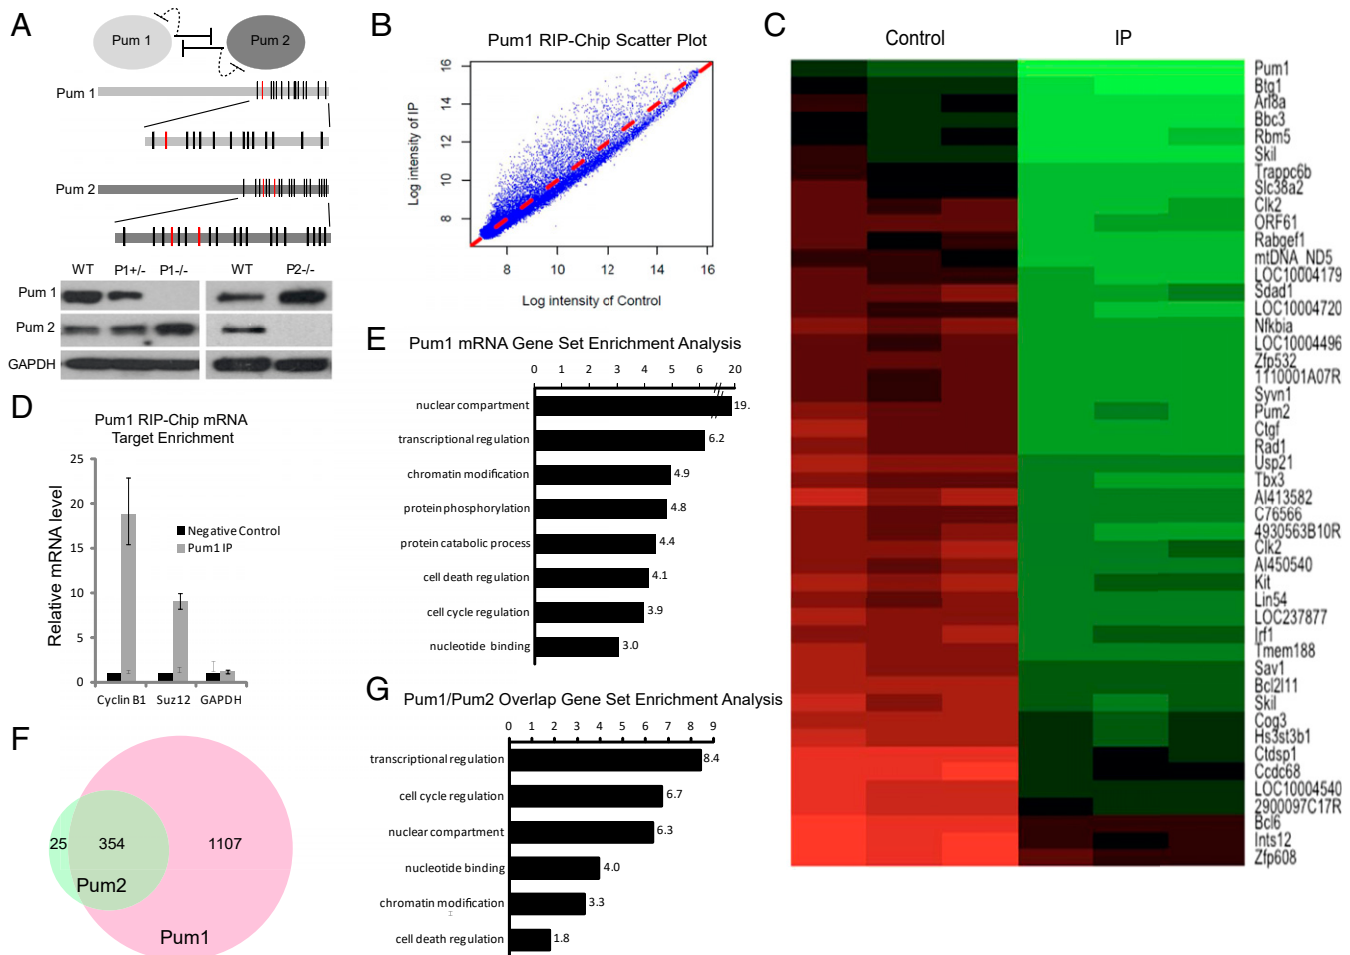 A
Pum 1
Pum 2
Pum 1
Pum 2
WT P1+/- P1-/- WT P2-/-
Pum 1
Pum 2
GAPDH
B
Pum1 RIP-Chip Scatter Plot
Log intensity of IP
16
14
12
10
8
8 10 12 14 16
Log intensity of Control
C
Control IP
Pum1
Btg1
Arl8a
Bbc3
Rbm5
Skil
Trappc6b
Slc38a2
Clk2
ORF61
Rabgef1
mtDNA_ND5
LOC10004179
Sdad1
LOC10004720
Nfkbia
LOC10004496
Zfp532
1110001A07R
Syvn1
Pum2
Ctgf
Rad1
Usp21
Tbx3
AI413582
C76566
4930563B10R
Clk2
AI450540
Kit
Lin54
LOC237877
Irf1
Tmem188
Sav1
Bcl2l11
Skil
Cog3
Hs3st3b1
Ctdsp1
Ccdc68
LOC10004540
2900097C17R
Bcl6
Ints12
Zfp608
D
Pum1 RIP-Chip mRNA
Target Enrichment
Relative mRNA level
25
20
15
10
5
0
Negative Control
Pum1 IP
Cyclin B1 Suz12 GAPDH
E
Pum1 mRNA Gene Set Enrichment Analysis
0 1 2 3 4 5 6 20
nuclear compartment 19.
transcriptional regulation 6.2
chromatin modification 4.9
protein phosphorylation 4.8
protein catabolic process 4.4
cell death regulation 4.1
cell cycle regulation 3.9
nucleotide binding 3.0
F
25 354 1107
Pum2
Pum1
G
Pum1/Pum2 Overlap Gene Set Enrichment Analysis
0 1 2 3 4 5 6 7 8 9
transcriptional regulation 8.4
cell cycle regulation 6.7
nuclear compartment 6.3
nucleotide binding 4.0
chromatin modification 3.3
cell death regulation 1.8